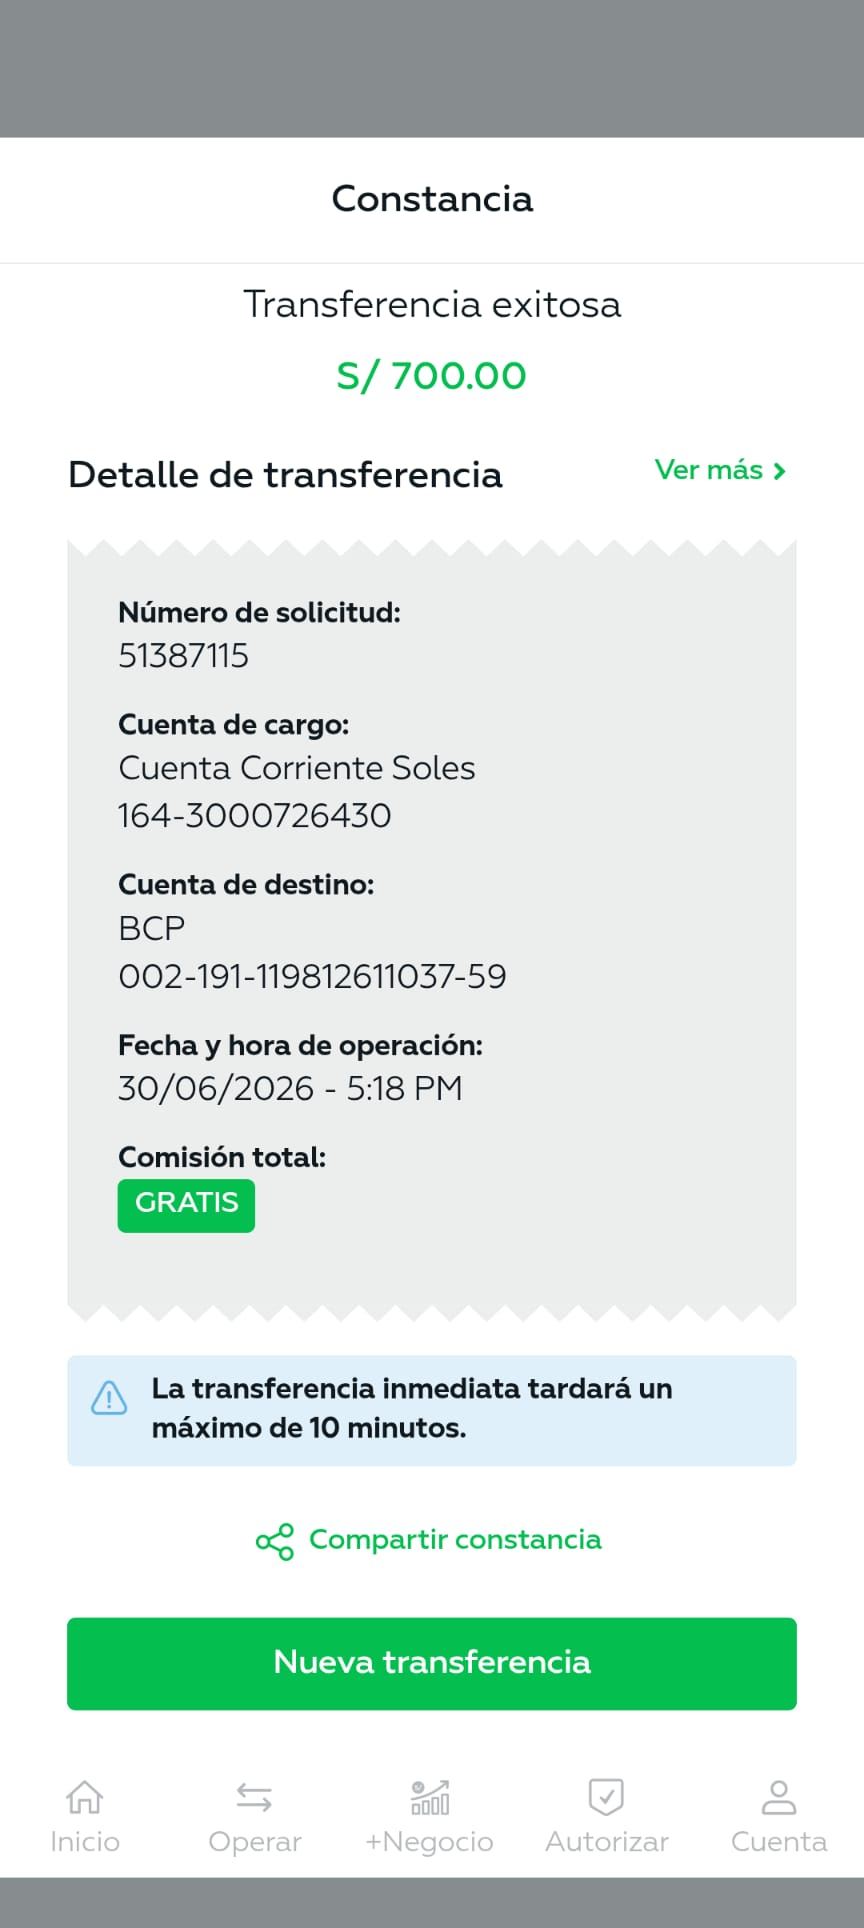 Constancia
Transferencia exitosa
S/ 700.00
Detalle de transferencia
Ver más
Número de solicitud:
51387115
Cuenta de cargo:
Cuenta Corriente Soles
164-3000726430
Cuenta de destino:
BCP
002-191-119812611037-59
Fecha y hora de operación:
30/06/2026 - 5:18 PM
Comisión total:
GRATIS
La transferencia inmediata tardará un
máximo de 10 minutos.
Compartir constancia
Nueva transferencia
Inicio
Operar
+Negocio
Autorizar
Cuenta